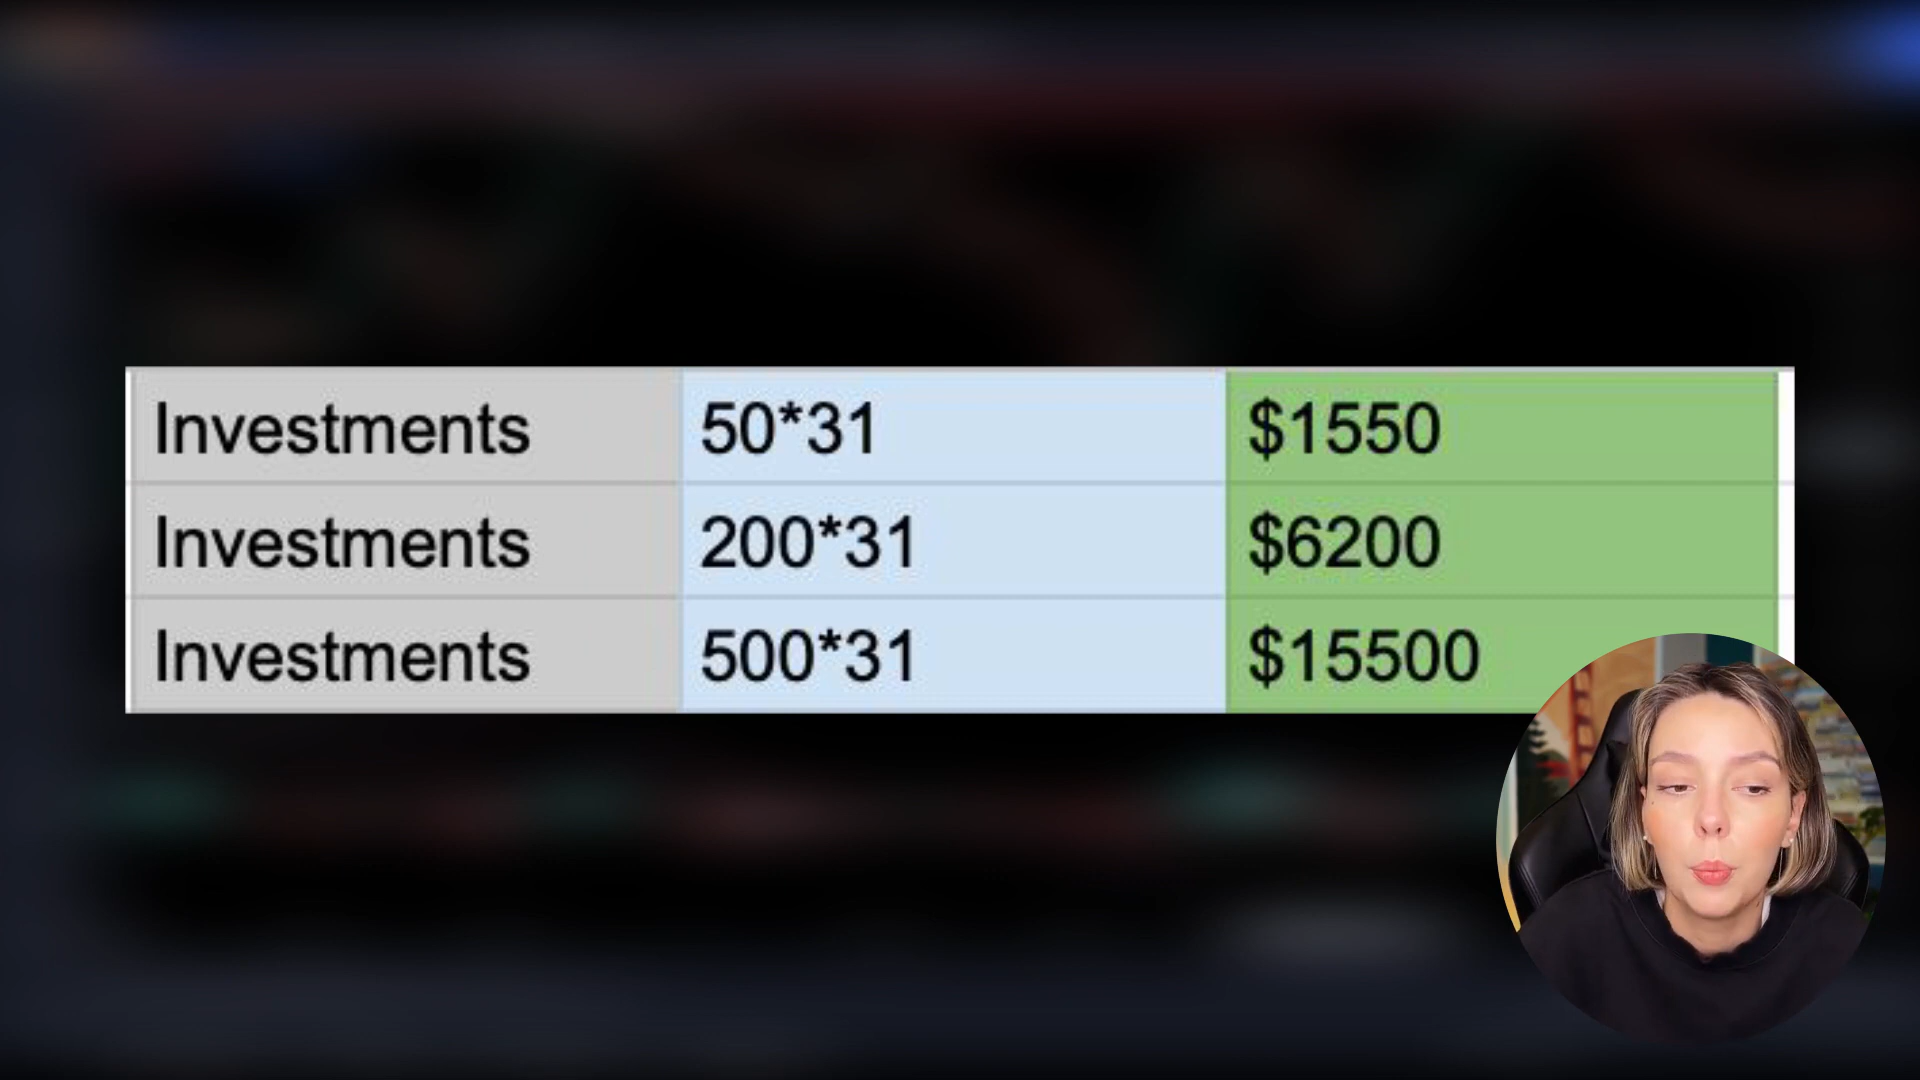 Investments 50*31 $1550
Investments 200*31 $6200
Investments 500*31 $15500